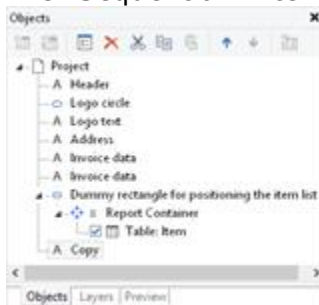 Objects
Project
A Header
Logo circle
A Logo text
A Address
A Invoice data
A Invoice data
Dummy rectangle for positioning the item list
Report Container
Table: Item
A Copy
Objects Layers Preview